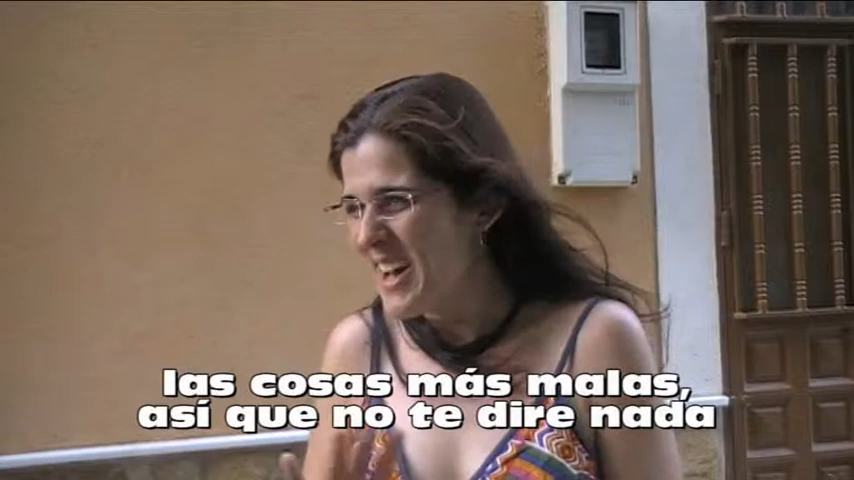 las cosas más malas,
así que no te dire nada